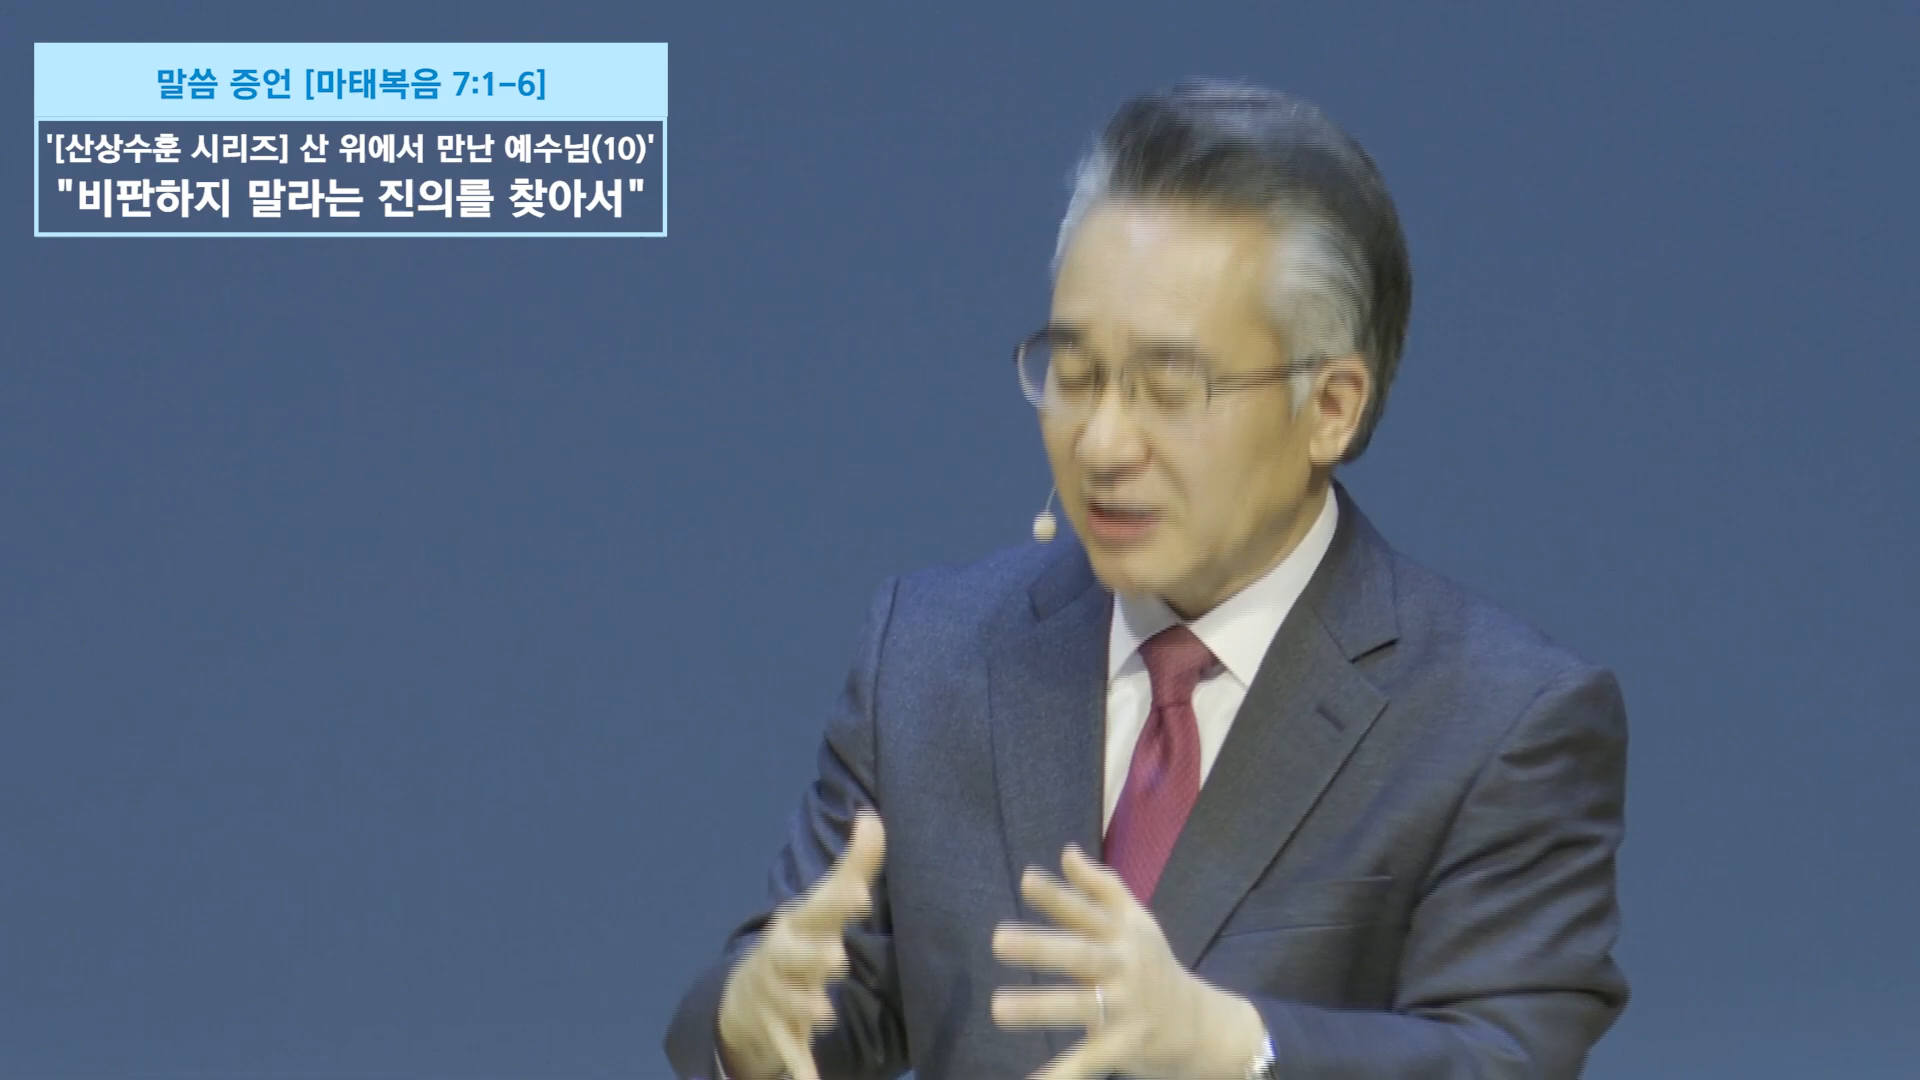 말씀 증언 [마태복음 7:1-6]
'[산상수훈 시리즈] 산 위에서 만난 예수님(10)'
"비판하지 말라는 진의를 찾아서"